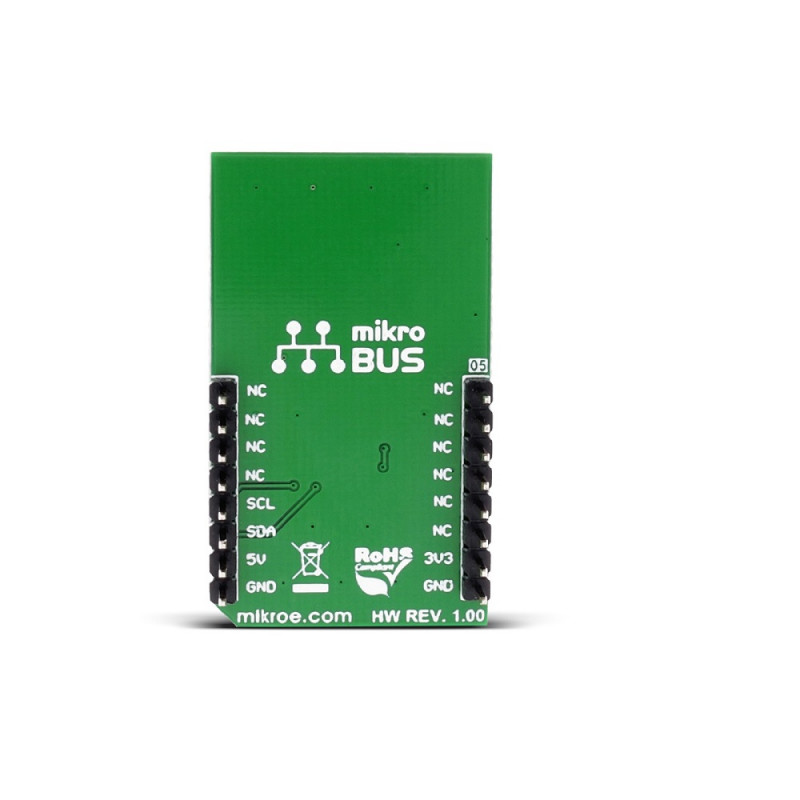 mikro
BUS
05
NC NC
NC NC
NC NC
NC NC
SCL NC
SDA NC
5V 3V3
GND GND
RoHS
Compliant
mikroe.com HW REV. 1.00